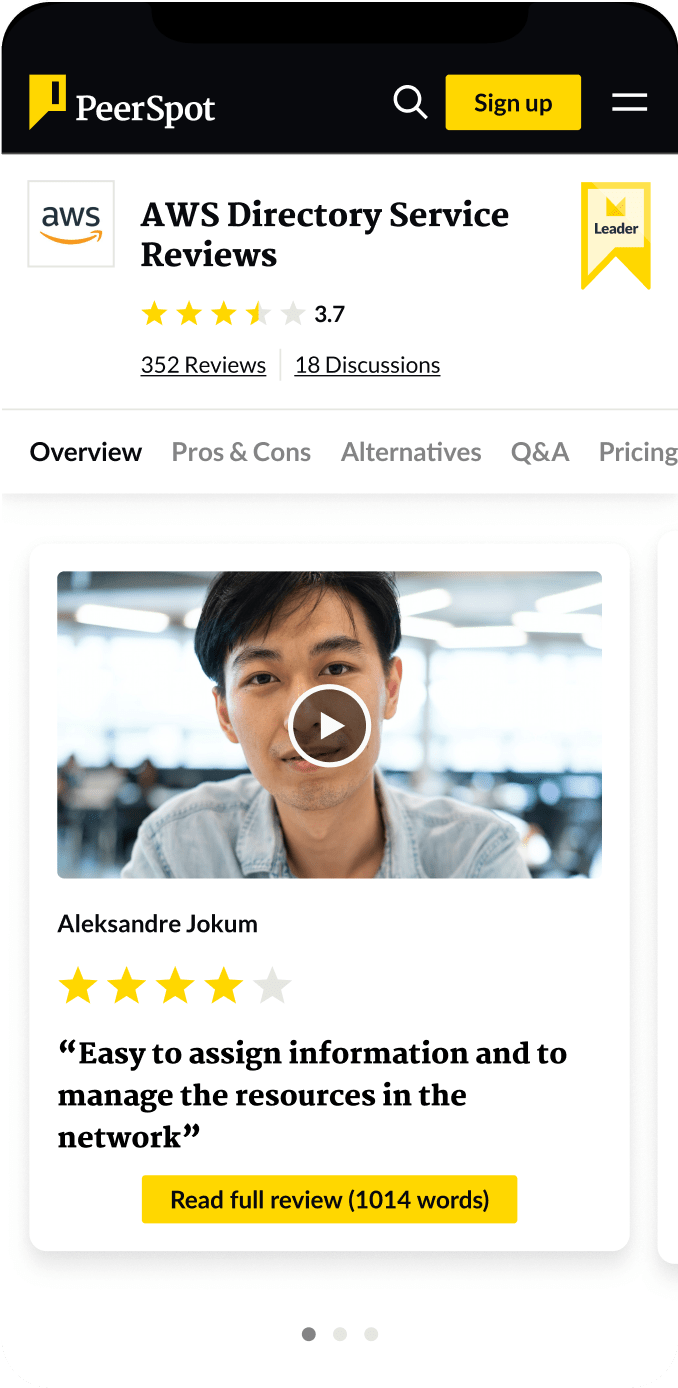 PeerSpot
Sign up
aws
AWS Directory Service
Reviews
Leader
3.7
352 Reviews
18 Discussions
Overview
Pros & Cons
Alternatives
Q&A
Pricing
Aleksandre Jokum
“Easy to assign information and to
manage the resources in the
network”
Read full review (1014 words)